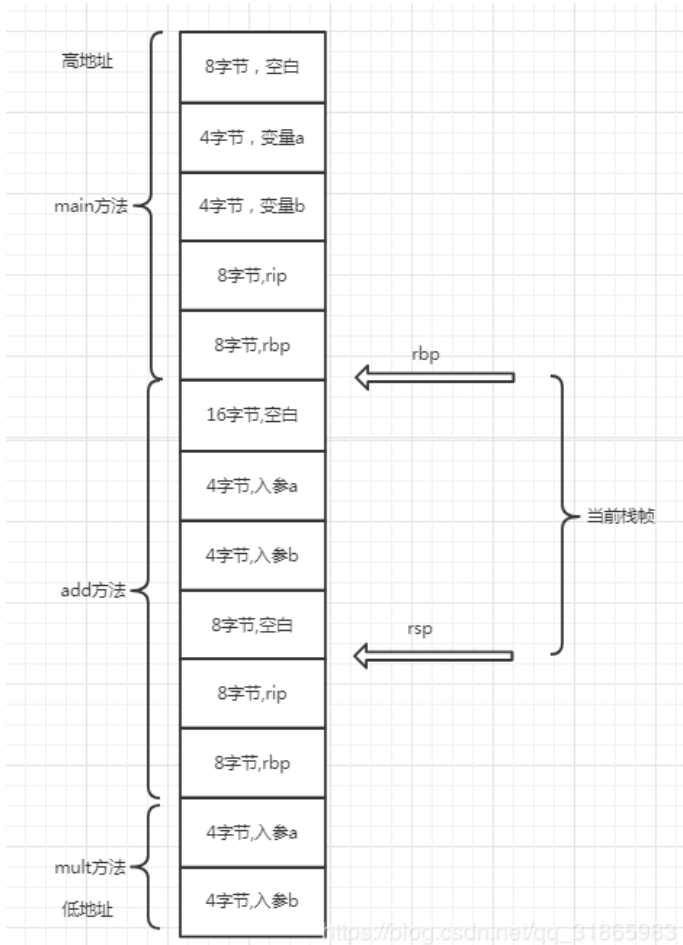 高地址
8字节，空白
4字节，变量a
main方法
4字节，变量b
8字节,rip
8字节,rbp
rbp
16字节,空白
4字节,入参a
当前栈帧
4字节,入参b
add方法
8字节,空白
rsp
8字节,rip
8字节,rbp
4字节,入参a
mult方法
4字节,入参b
低地址
https://blog.csdn.net/qq_31865983